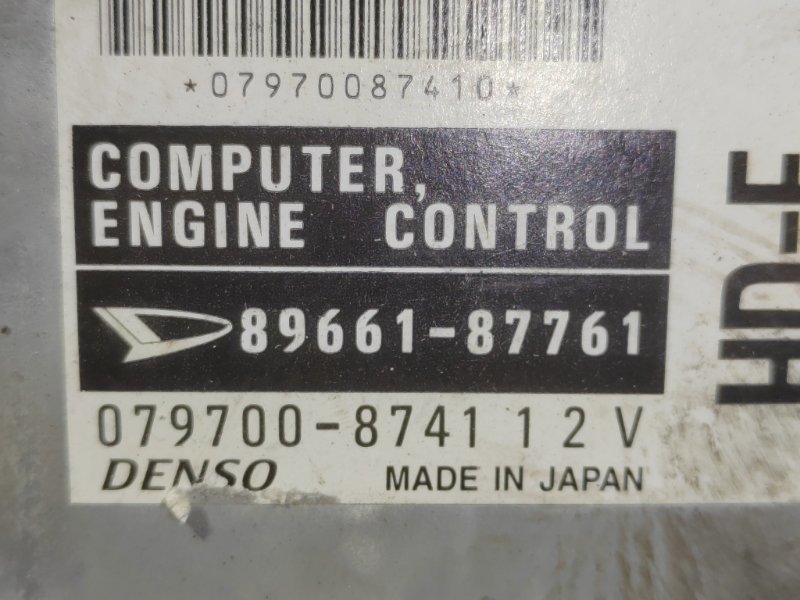 *07970087410*
COMPUTER,
ENGINE CONTROL
89661-87761
079700-8741 12V
DENSO
MADE IN JAPAN
HD-E